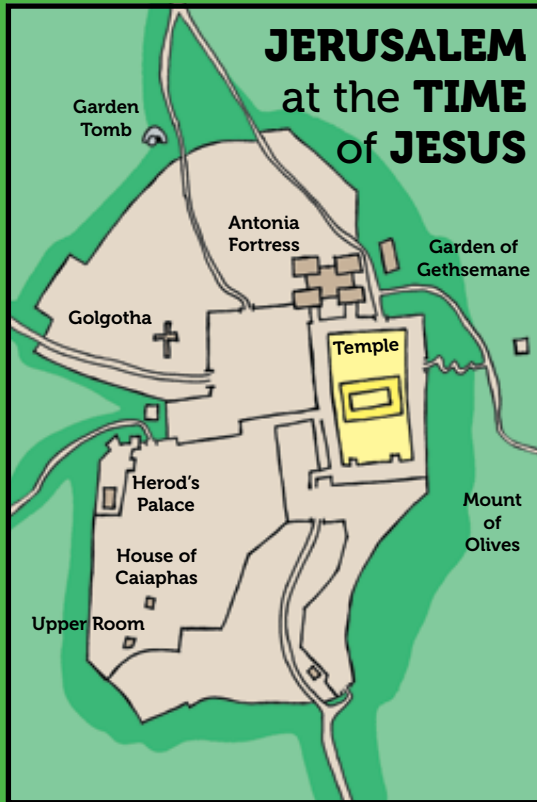 JERUSALEM
at the TIME
of JESUS
Garden
Tomb
Antonia
Fortress
Garden of
Gethsemane
Golgotha
Temple
Herod's
Palace
Mount
of
Olives
House of
Caiaphas
Upper Room